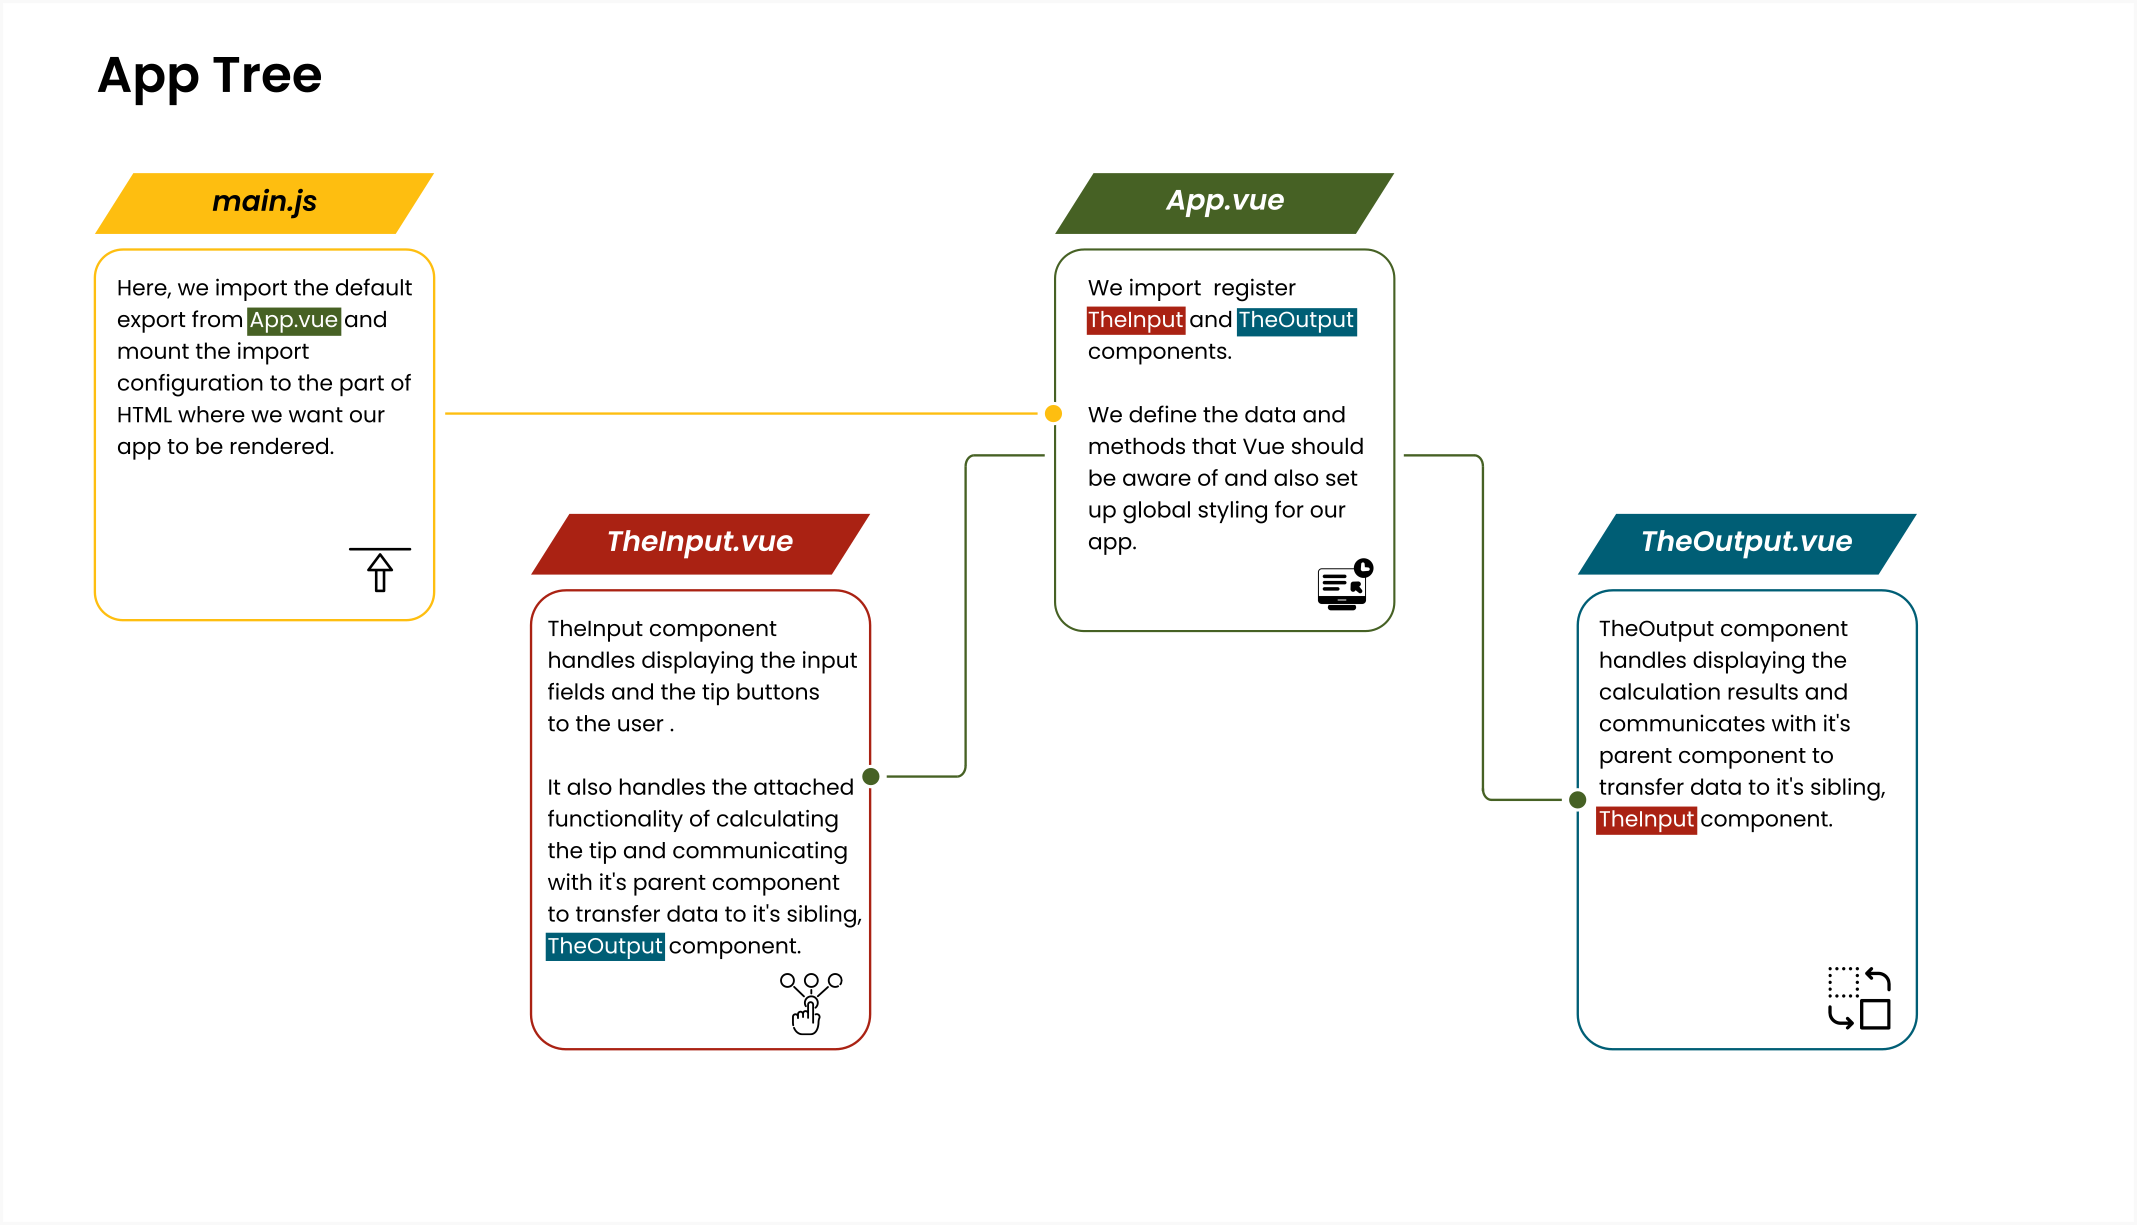 App Tree
main.js
Here, we import the default
export from App.vue and
mount the import
configuration to the part of
HTML where we want our
app to be rendered.
App.vue
We import  register
TheInput and TheOutput
components.
We define the data and
methods that Vue should
be aware of and also set
up global styling for our
app.
TheInput.vue
TheInput component
handles displaying the input
fields and the tip buttons
to the user .
It also handles the attached
functionality of calculating
the tip and communicating
with it's parent component
to transfer data to it's sibling,
TheOutput component.
TheOutput.vue
TheOutput component
handles displaying the
calculation results and
communicates with it's
parent component to
transfer data to it's sibling,
TheInput component.